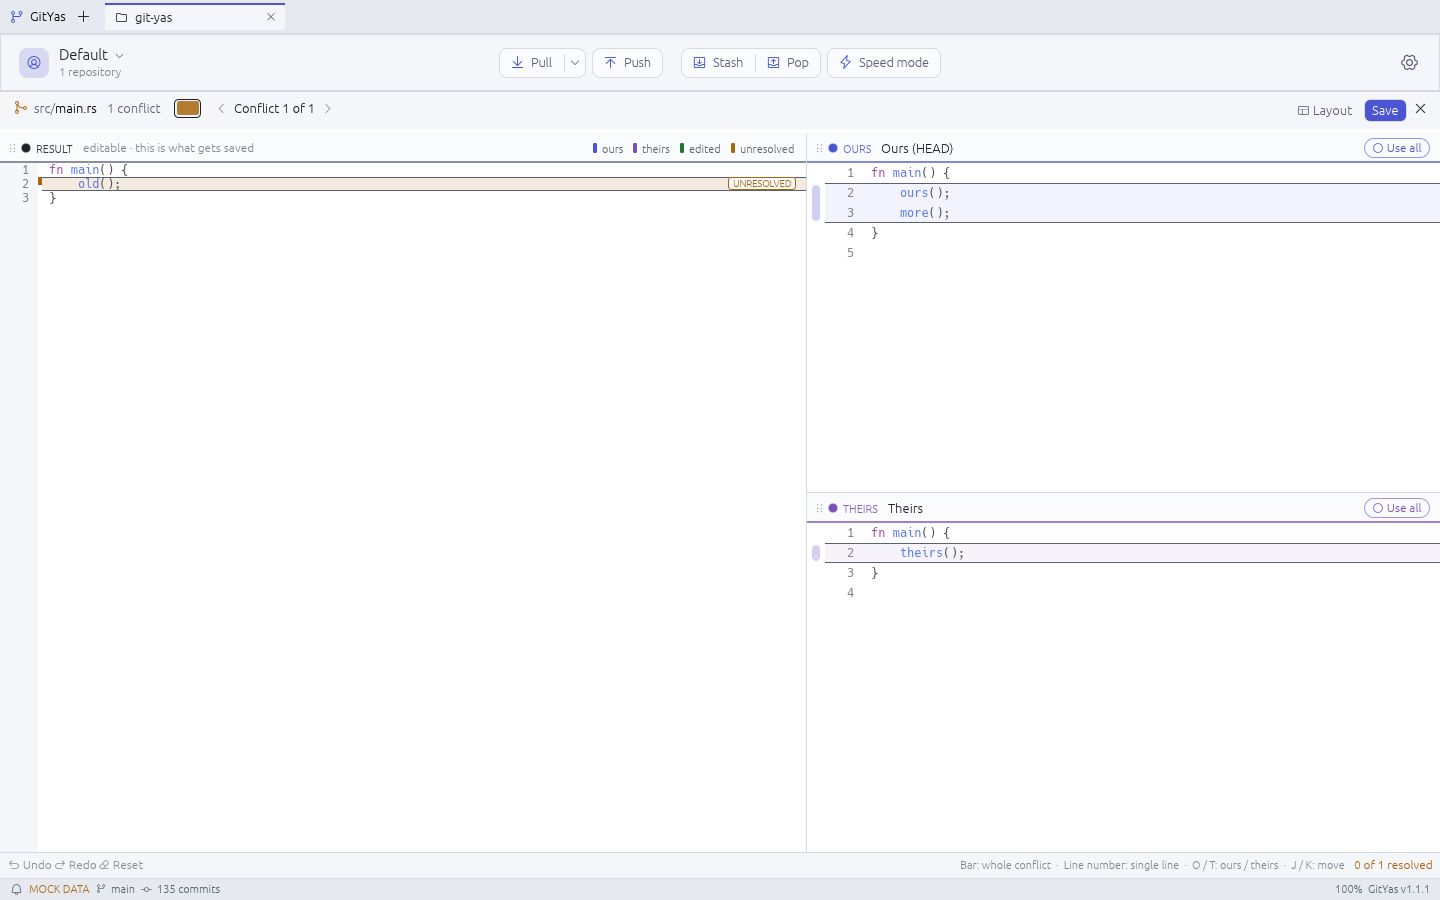 GitYas
git-yas
Default
1 repository
Pull
Push
Stash
Pop
Speed mode
src/main.rs 1 conflict
Conflict 1 of 1
Layout
Save
RESULT editable · this is what gets saved
ours theirs edited unresolved
1 fn main() {
2     old(); UNRESOLVED
3 }
OURS Ours (HEAD) Use all
1 fn main() {
2     ours();
3     more();
4 }
5
THEIRS Theirs Use all
1 fn main() {
2     theirs();
3 }
4
Undo Redo Reset
Bar: whole conflict · Line number: single line · O / T: ours / theirs · J / K: move 0 of 1 resolved
MOCK DATA main 135 commits
100% GitYas v1.1.1